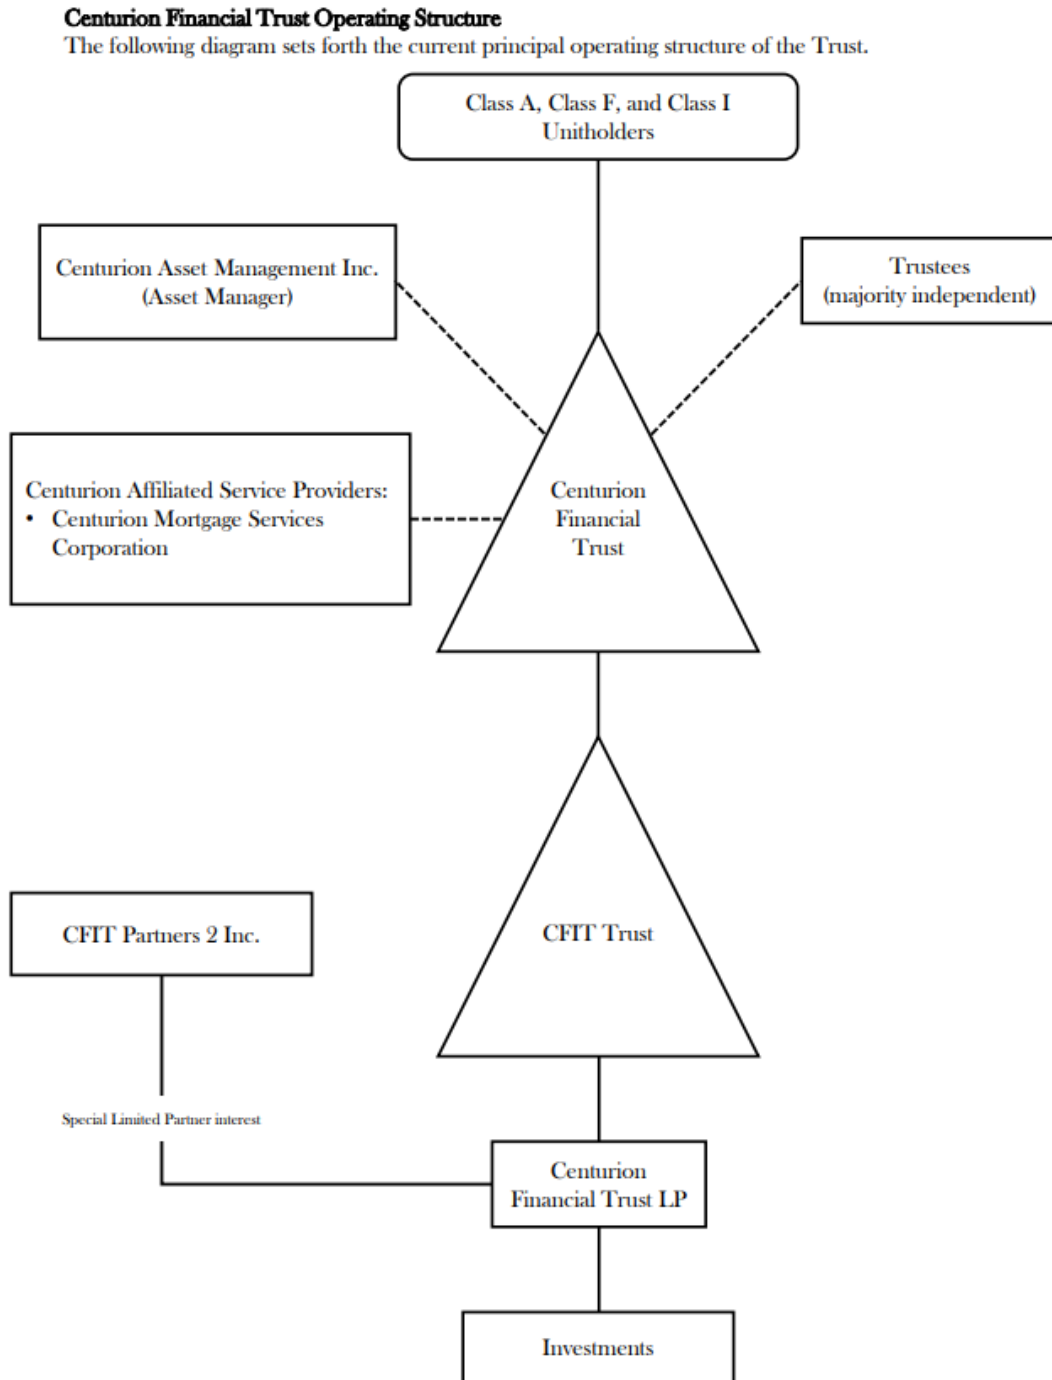 Centurion Financial Trust Operating Structure
The following diagram sets forth the current principal operating structure of the Trust.
Class A, Class F, and Class I
Unitholders
Centurion Asset Management Inc.
(Asset Manager)
Trustees
(majority independent)
Centurion Affiliated Service Providers:
• Centurion Mortgage Services
Corporation
Centurion
Financial
Trust
CFIT Partners 2 Inc.
CFIT Trust
Special Limited Partner interest
Centurion
Financial Trust LP
Investments